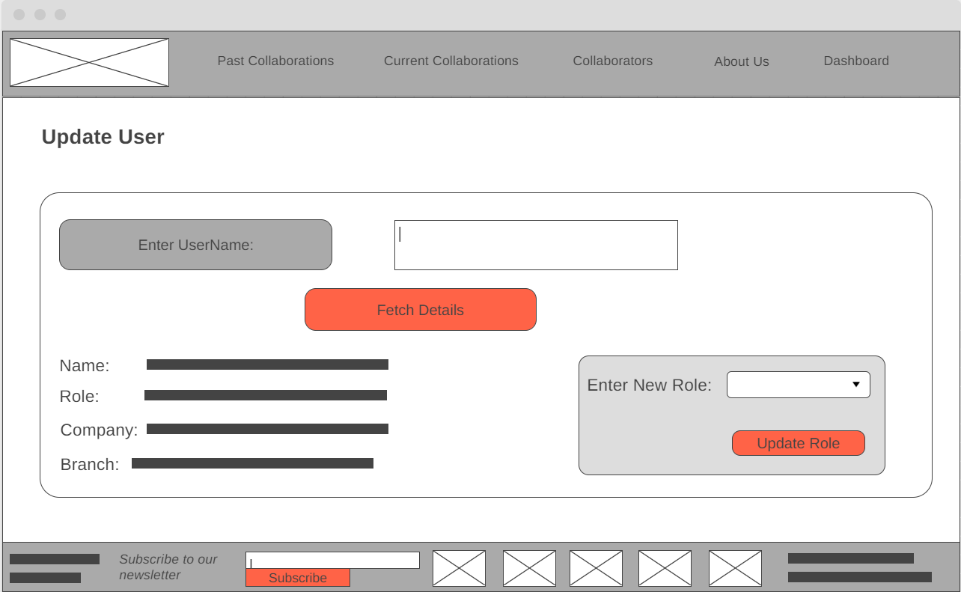 Past Collaborations
Current Collaborations
Collaborators
About Us
Dashboard
Update User
Enter UserName:
Fetch Details
Name:
Role:
Company:
Branch:
Enter New Role:
Update Role
Subscribe to our
newsletter
Subscribe